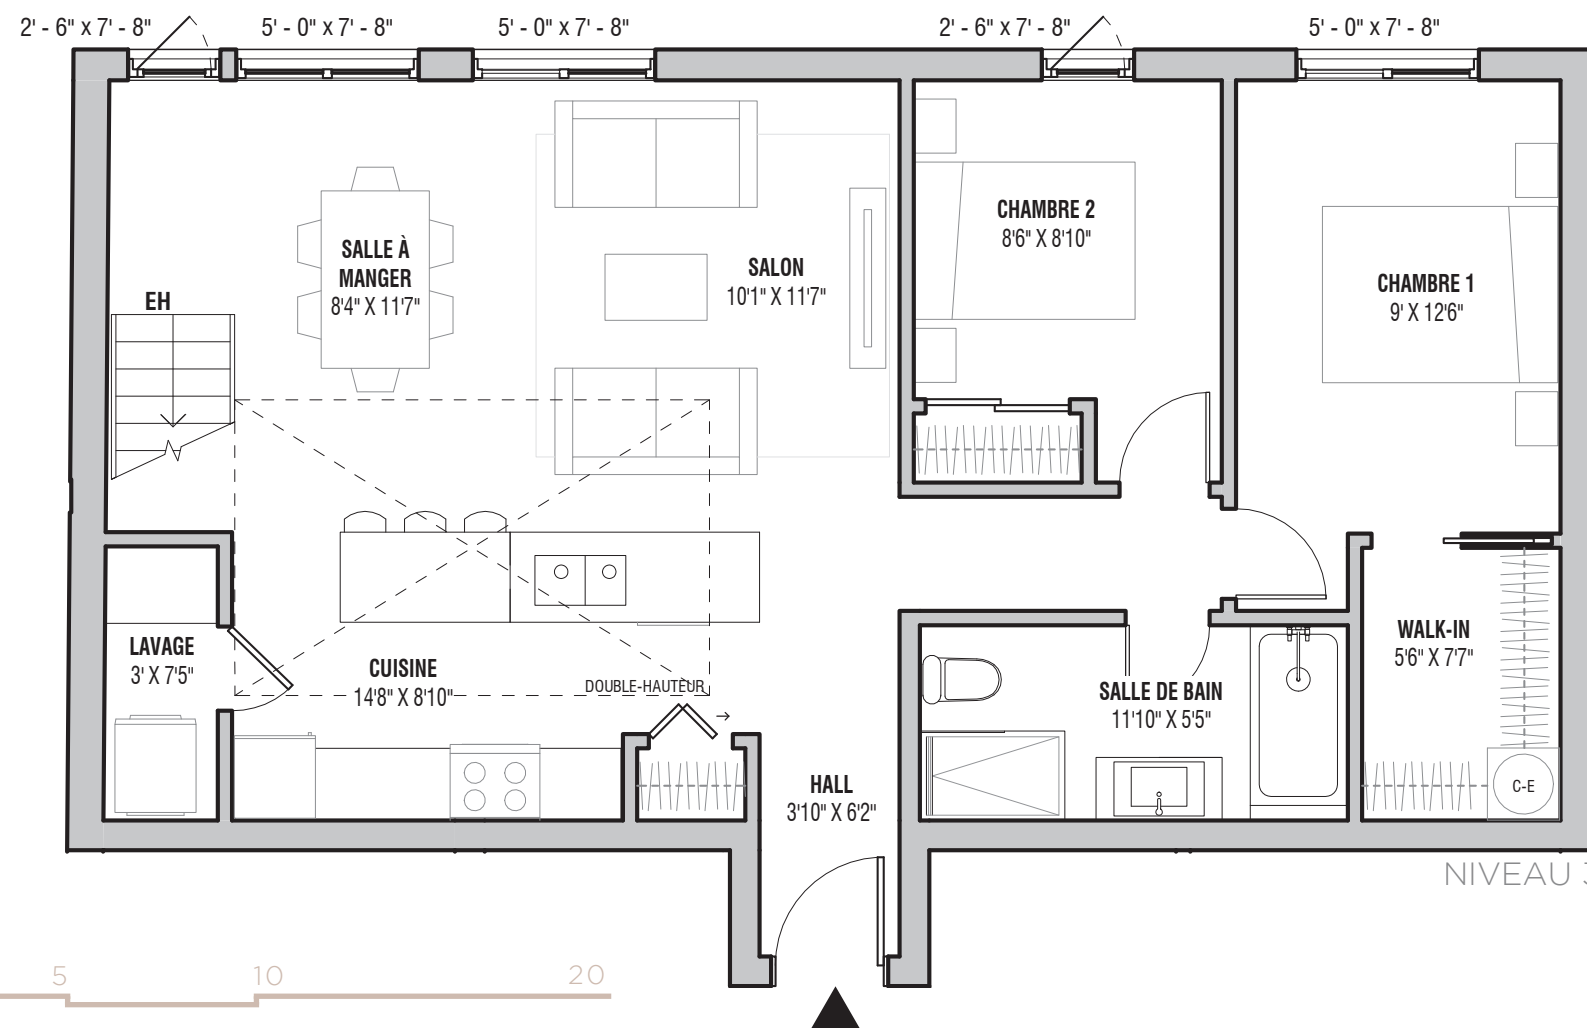 2' - 6" x 7' - 8"
5' - 0" x 7' - 8"
5' - 0" x 7' - 8"
2' - 6" x 7' - 8"
5' - 0" x 7' - 8"
SALLE À
MANGER
8'4" X 11'7"
SALON
10'1" X 11'7"
CHAMBRE 2
8'6" X 8'10"
CHAMBRE 1
9' X 12'6"
EH
LAVAGE
3' X 7'5"
CUISINE
14'8" X 8'10"
DOUBLE-HAUTEUR
SALLE DE BAIN
11'10" X 5'5"
WALK-IN
5'6" X 7'7"
HALL
3'10" X 6'2"
C-E
NIVEAU
5
10
20